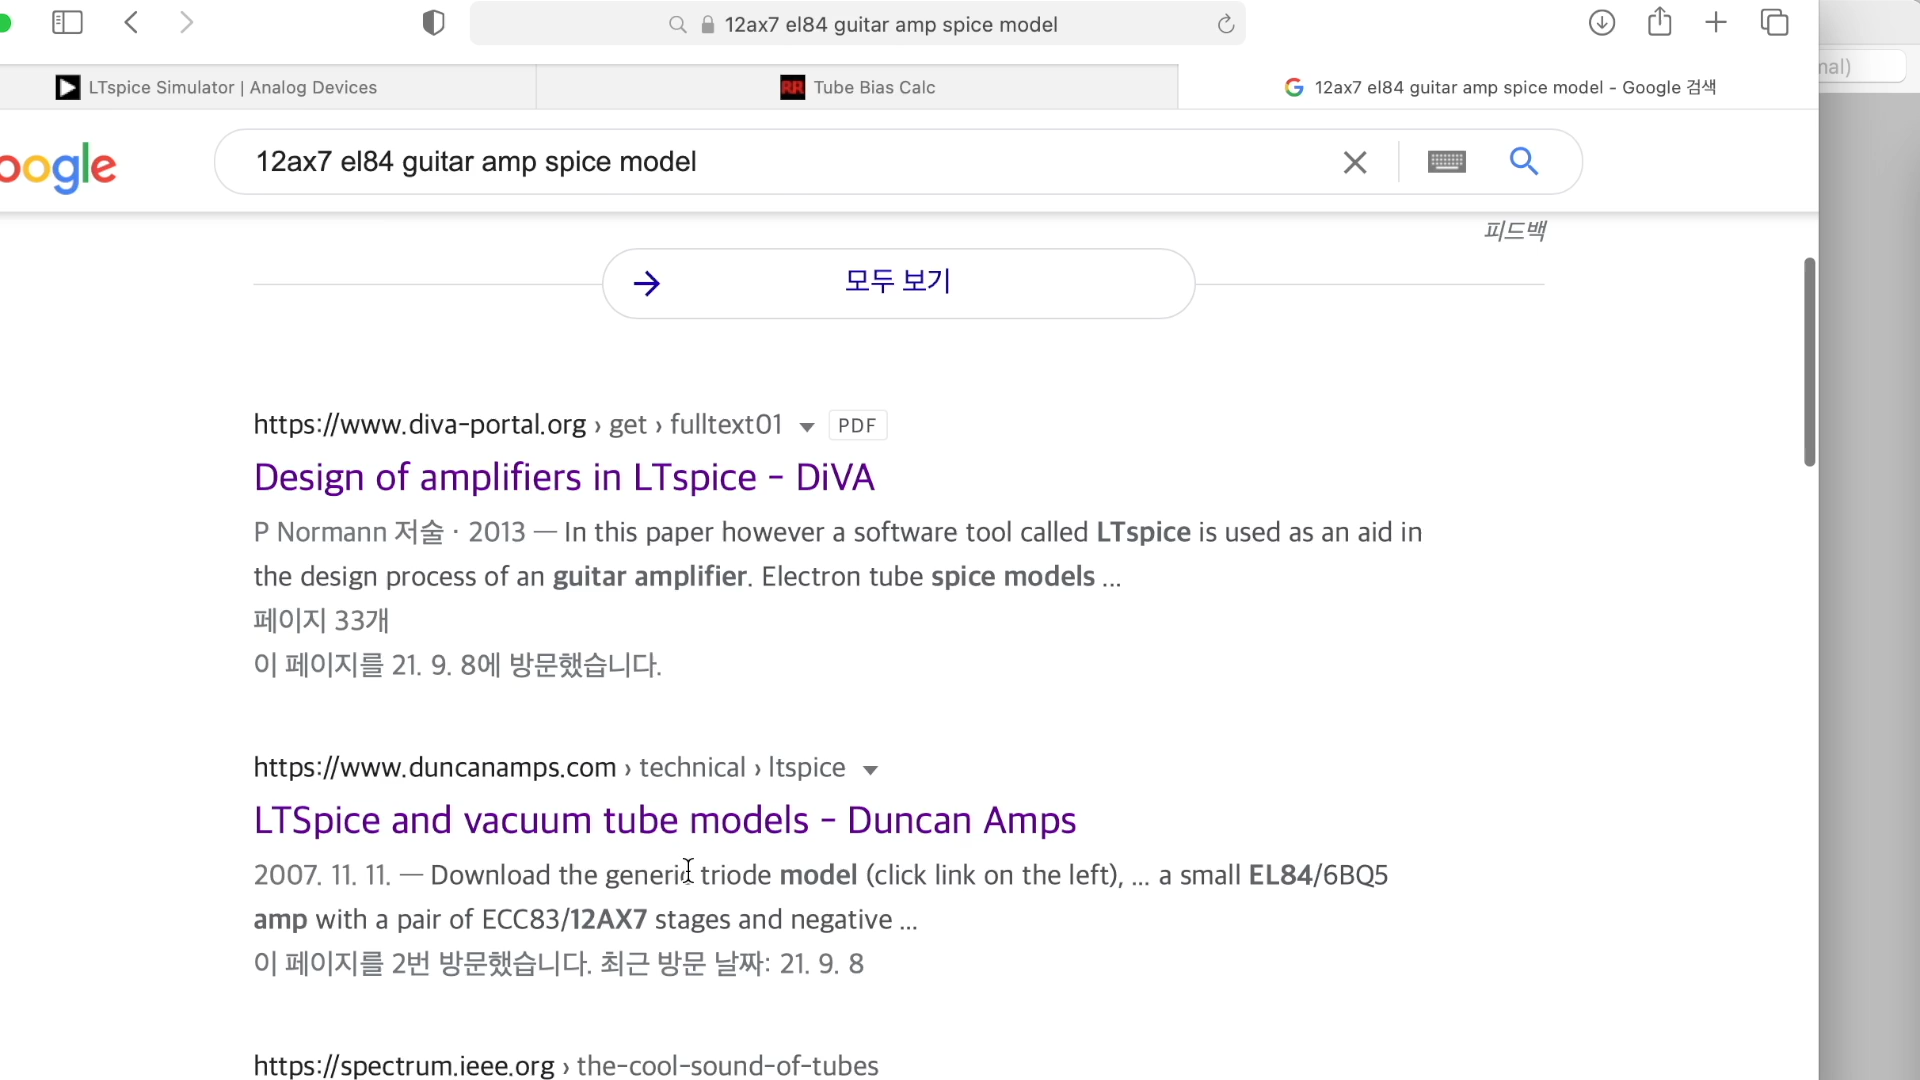 12ax7 el84 guitar amp spice model
nal)
LTspice Simulator | Analog Devices
RR Tube Bias Calc
G 12ax7 el84 guitar amp spice model - Google 검색
oogle
12ax7 el84 guitar amp spice model
피드백
모두 보기
https://www.diva-portal.org › get › fulltext01 PDF
Design of amplifiers in LTspice - DiVA
P Normann 저술 · 2013 — In this paper however a software tool called LTspice is used as an aid in
the design process of an guitar amplifier. Electron tube spice models ...
페이지 33개
이 페이지를 21. 9. 8에 방문했습니다.
https://www.duncanamps.com › technical › ltspice
LTSpice and vacuum tube models - Duncan Amps
2007. 11. 11. — Download the generic triode model (click link on the left), ... a small EL84/6BQ5
amp with a pair of ECC83/12AX7 stages and negative ...
이 페이지를 2번 방문했습니다. 최근 방문 날짜: 21. 9. 8
https://spectrum.ieee.org › the-cool-sound-of-tubes